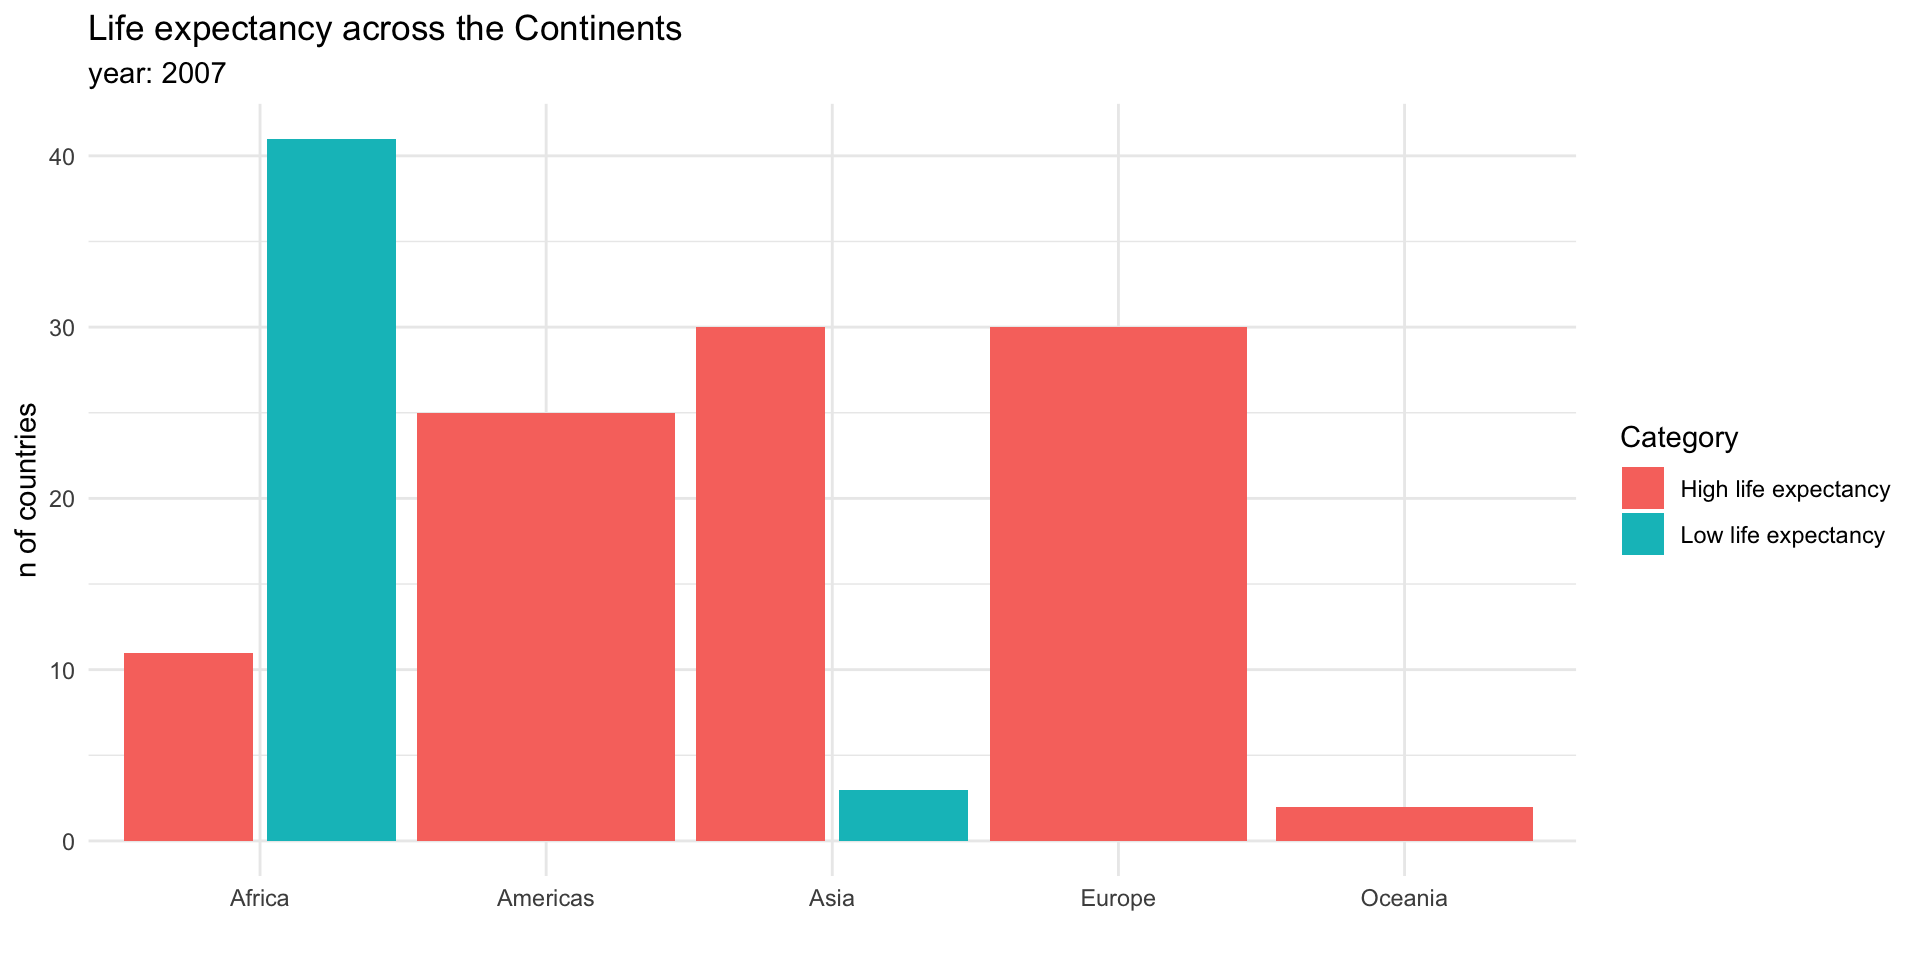 Life expectancy across the Continents
year: 2007
n of countries
40
30
20
10
0
Africa
Americas
Asia
Europe
Oceania
Category
High life expectancy
Low life expectancy